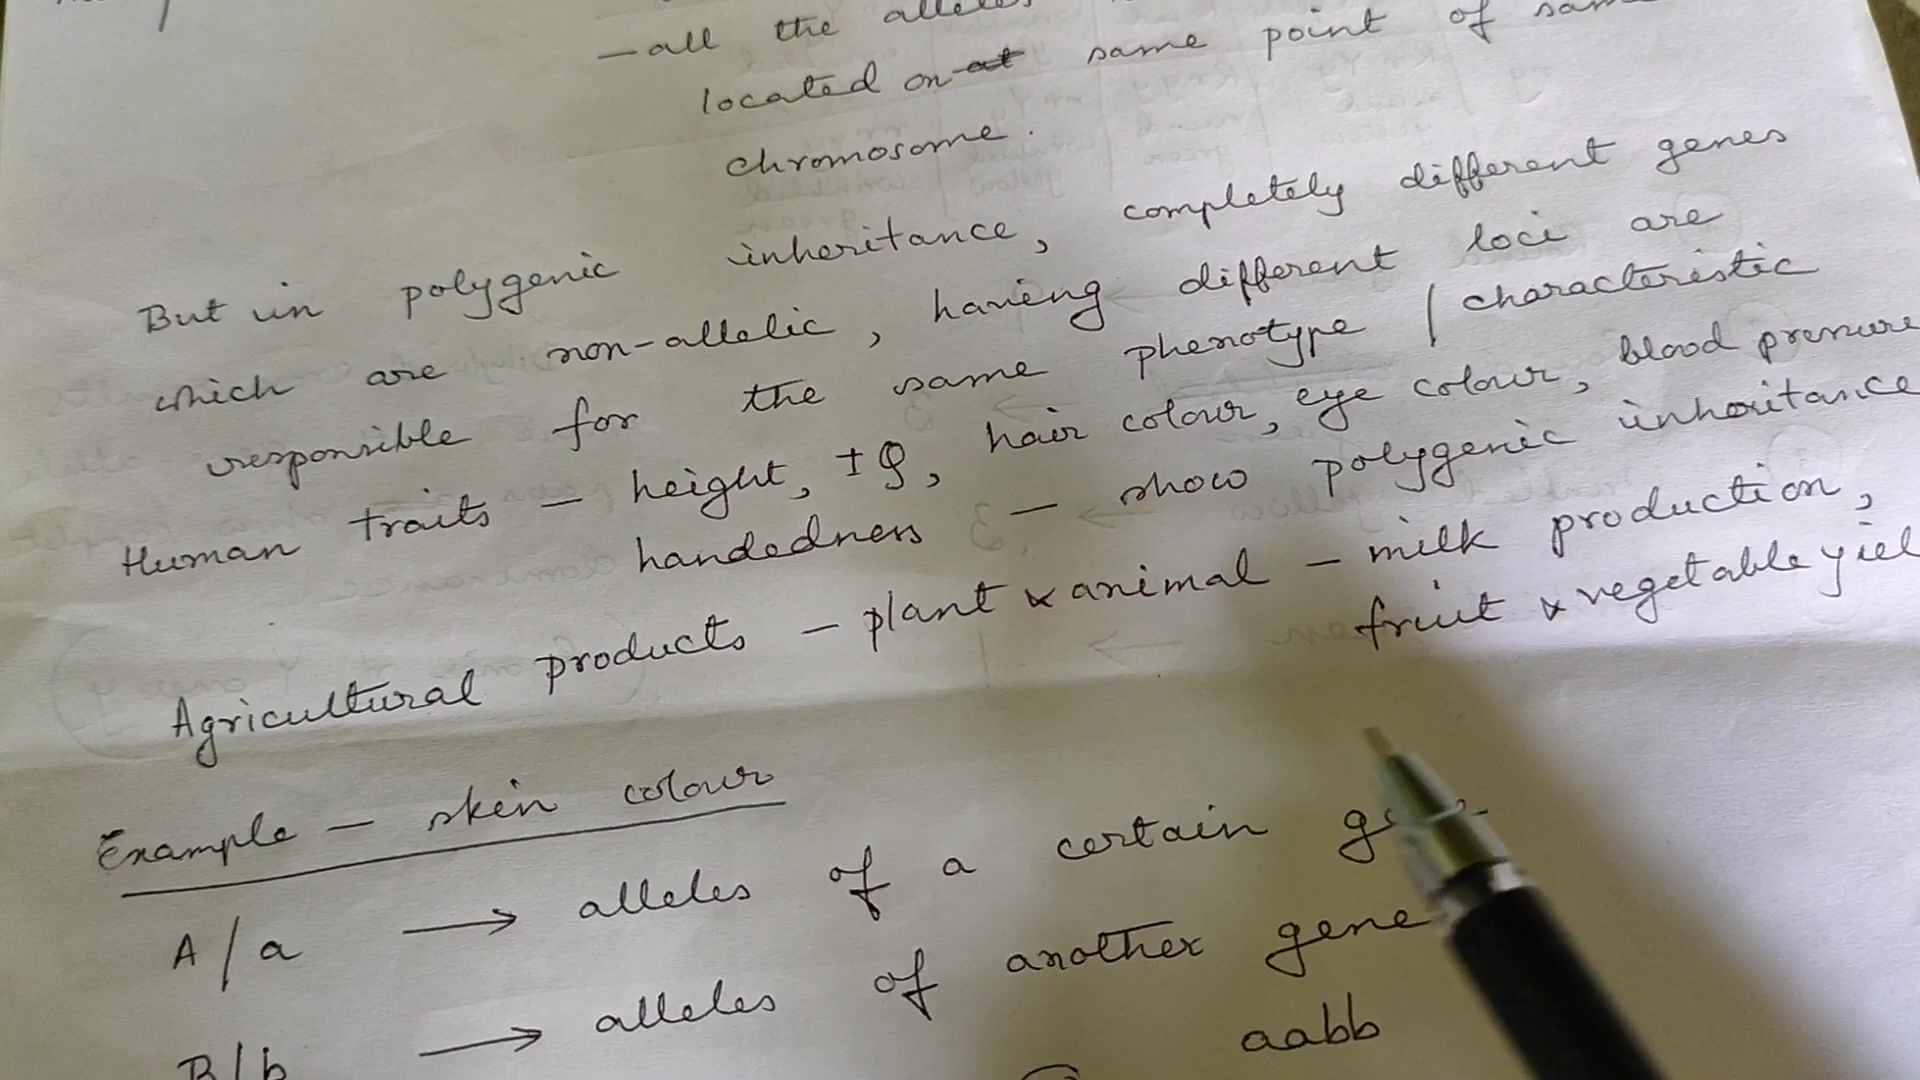 — all the alleles
located on at same point of same
chromosome.
But in polygenic inheritance, completely different genes
which are non-allelic, having different loci are
responsible for the same phenotype / characteristic
Human traits — height, IQ, hair colour, eye colour, blood pressure
handedness — show polygenic inheritance
Agricultural products — plant & animal — milk production,
fruit & vegetable yiel
Example — skin colour
A/a → alleles of a certain
B/b → alleles of another gene
aabb